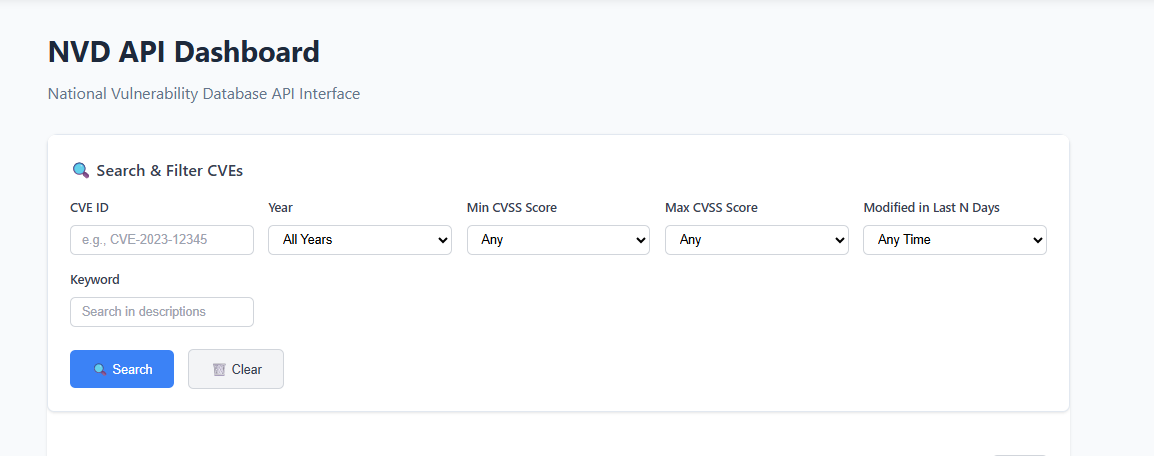 NVD API Dashboard
National Vulnerability Database API Interface
Search & Filter CVEs
CVE ID Year Min CVSS Score Max CVSS Score Modified in Last N Days
e.g., CVE-2023-12345 All Years Any Any Any Time
Keyword
Search in descriptions
Search Clear